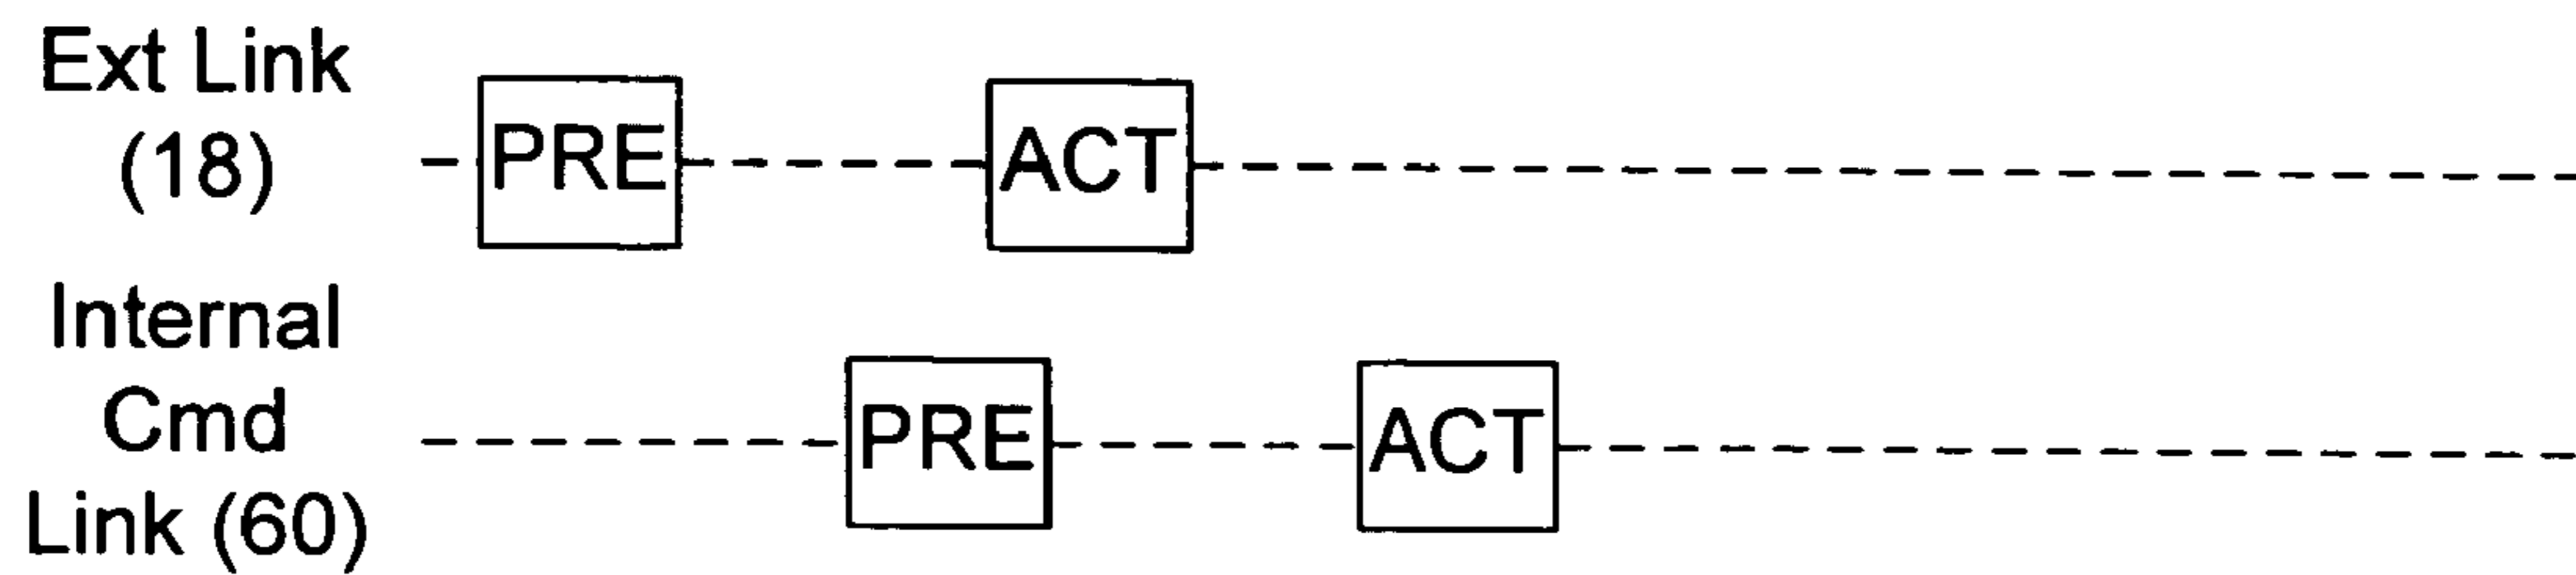 Ext Link
(18)
PRE
ACT
Internal
Cmd
Link (60)
PRE
ACT